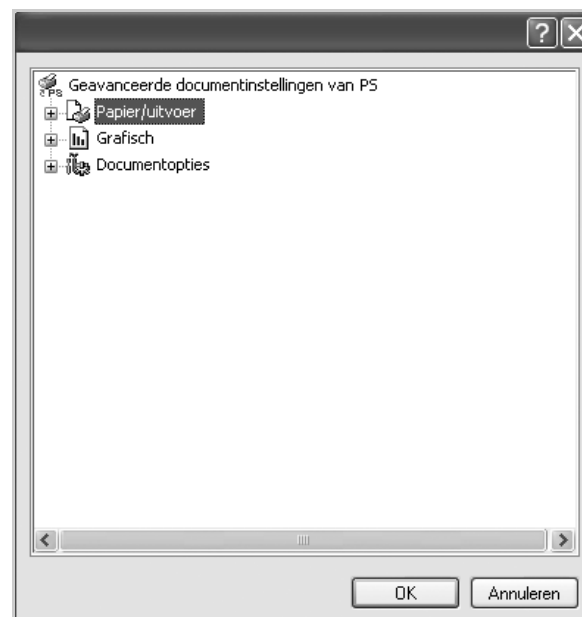 Geavanceerde documentinstellingen van PS
Papier/uitvoer
Grafisch
Documentopties
OK
Annuleren